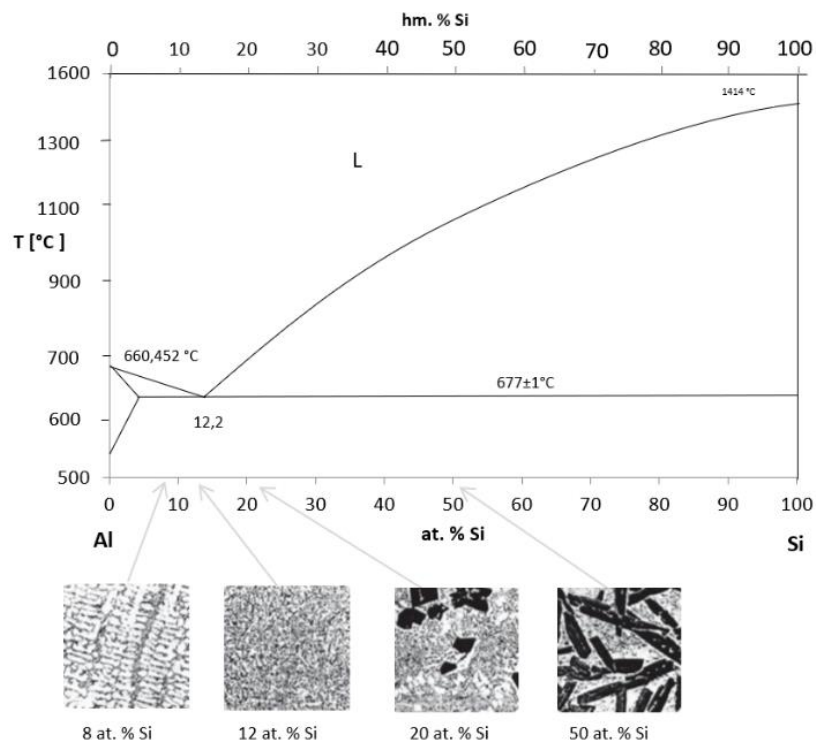 hm. % Si
0 10 20 30 40 50 60 70 80 90 100
1600
1414 °C
1300
L
1100
T [°C ]
900
700
660,452 °C
677±1°C
600
12,2
500
0 10 20 30 40 50 60 70 80 90 100
Al
at. % Si
Si
8 at. % Si
12 at. % Si
20 at. % Si
50 at. % Si